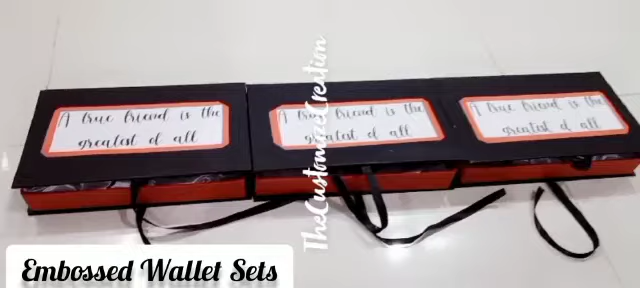 A true friend is the
greatest of all
A true friend is the
greatest of all
A true friend is the
greatest of all
TheCustomizeCreation
Embossed Wallet Sets